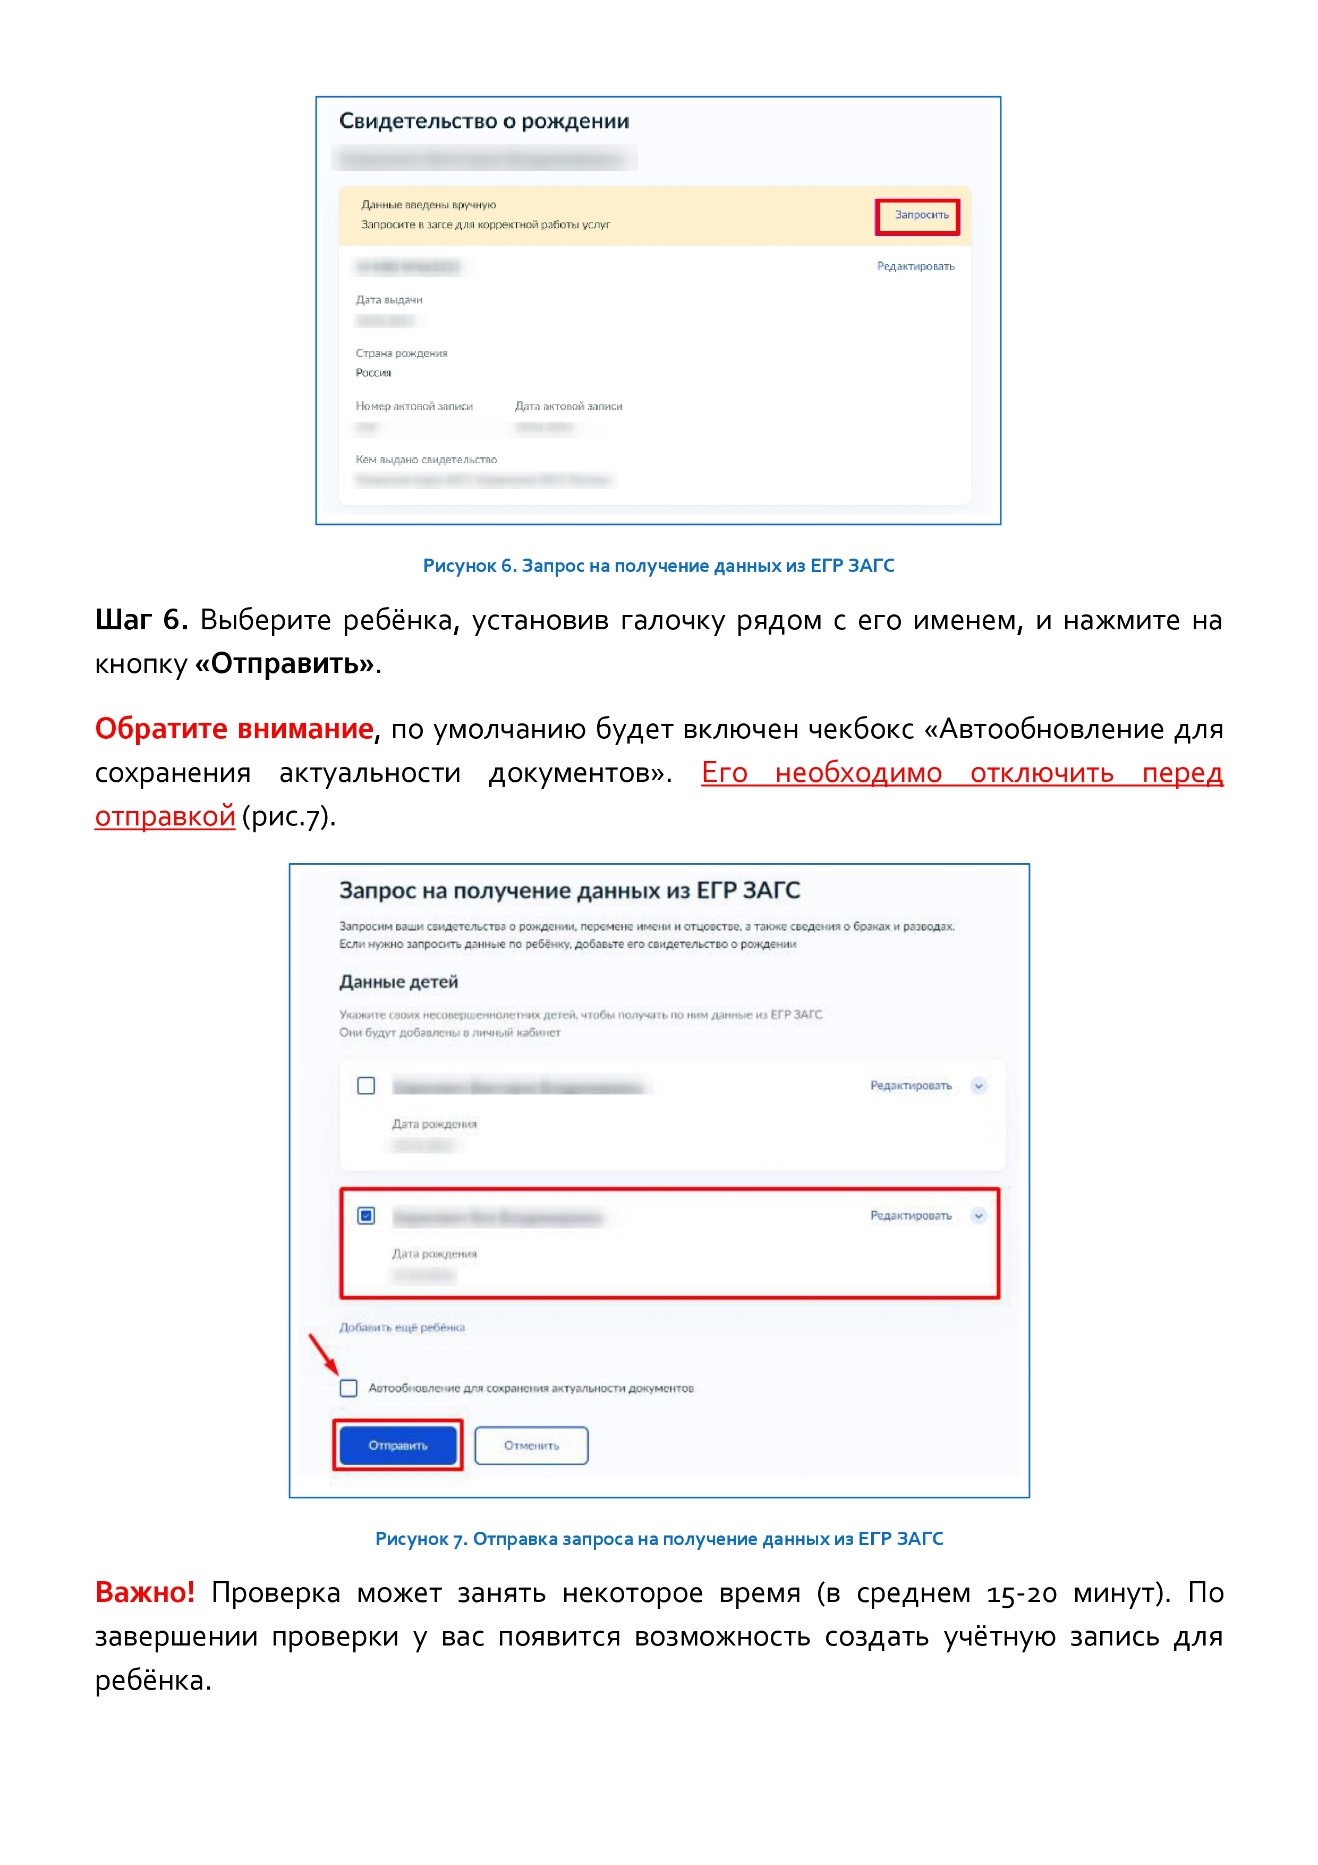 Свидетельство о рождении
Данные введены вручную
Запросите в загсе для корректной работы услуг
Запросить
Редактировать
Дата выдачи
Страна рождения
Россия
Номер актовой записи Дата актовой записи
Кем выдано свидетельство
Рисунок 6. Запрос на получение данных из ЕГР ЗАГС
Шаг 6. Выберите ребёнка, установив галочку рядом с его именем, и нажмите на
кнопку «Отправить».
Обратите внимание, по умолчанию будет включен чекбокс «Автообновление для
сохранения актуальности документов». Его необходимо отключить перед
отправкой (рис.7).
Запрос на получение данных из ЕГР ЗАГС
Запросим ваши свидетельства о рождении, перемене имени и отцовстве, а также сведения о браках и разводах.
Если нужно запросить данные по ребёнку, добавьте его свидетельство о рождении
Данные детей
Укажите своих несовершеннолетних детей, чтобы получать по ним данные из ЕГР ЗАГС
Они будут добавлены в личный кабинет
Редактировать
Дата рождения
Редактировать
Дата рождения
Добавить ещё ребёнка
Автообновление для сохранения актуальности документов
Отправить Отменить
Рисунок 7. Отправка запроса на получение данных из ЕГР ЗАГС
Важно! Проверка может занять некоторое время (в среднем 15-20 минут). По
завершении проверки у вас появится возможность создать учётную запись для
ребёнка.